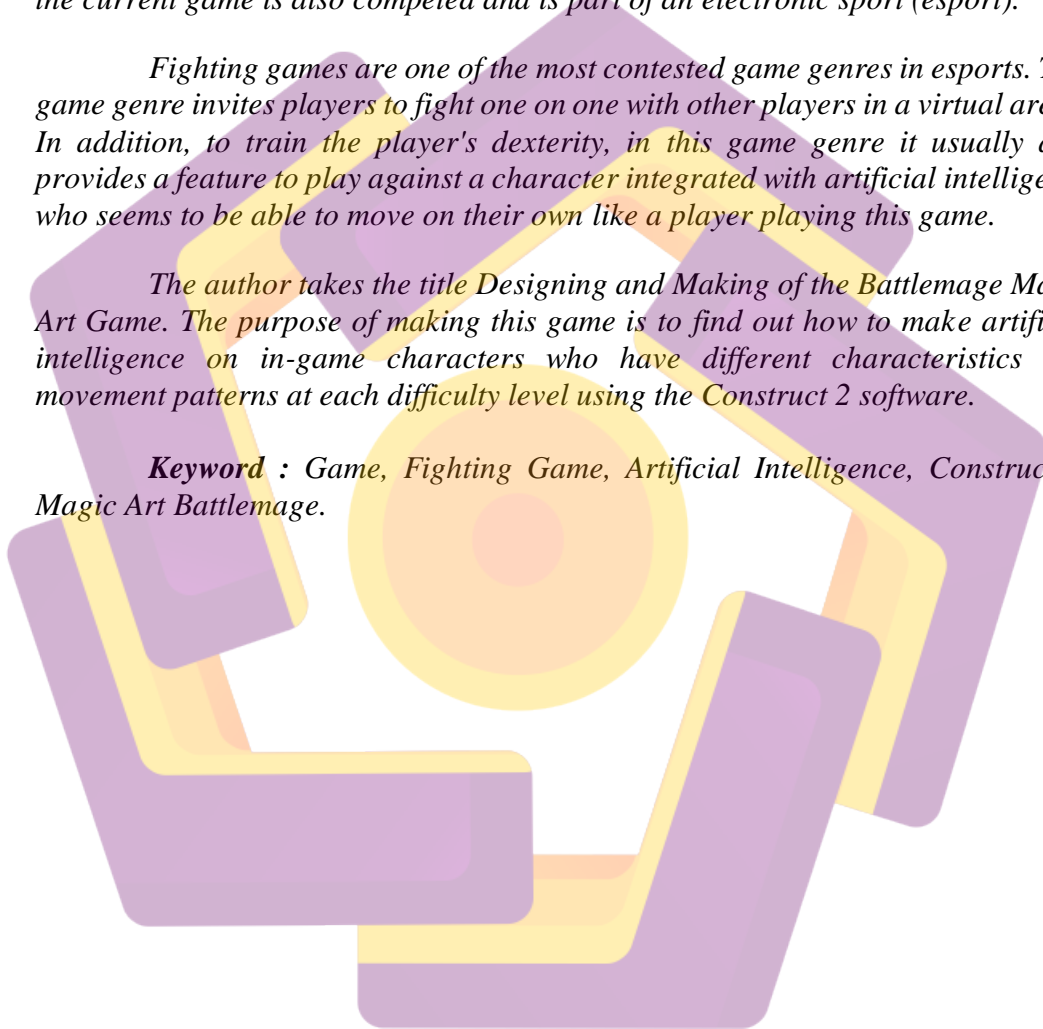 the current game is also competed and is part of an electronic sport (esport).
Fighting games are one of the most contested game genres in esports.
game genre invites players to fight one on one with other players in a virtual
In addition, to train the player's dexterity, in this game genre it usually
provides a feature to play against a character integrated with artificial
who seems to be able to move on their own like a player playing this game.
The author takes the title Designing and Making of the Battlemage
Art Game. The purpose of making this game is to find out how to make
intelligence on in-game characters who have different characteristics
movement patterns at each difficulty level using the Construct 2 software.
Keyword : Game, Fighting Game, Artificial Intelligence,
Magic Art Battlemage.